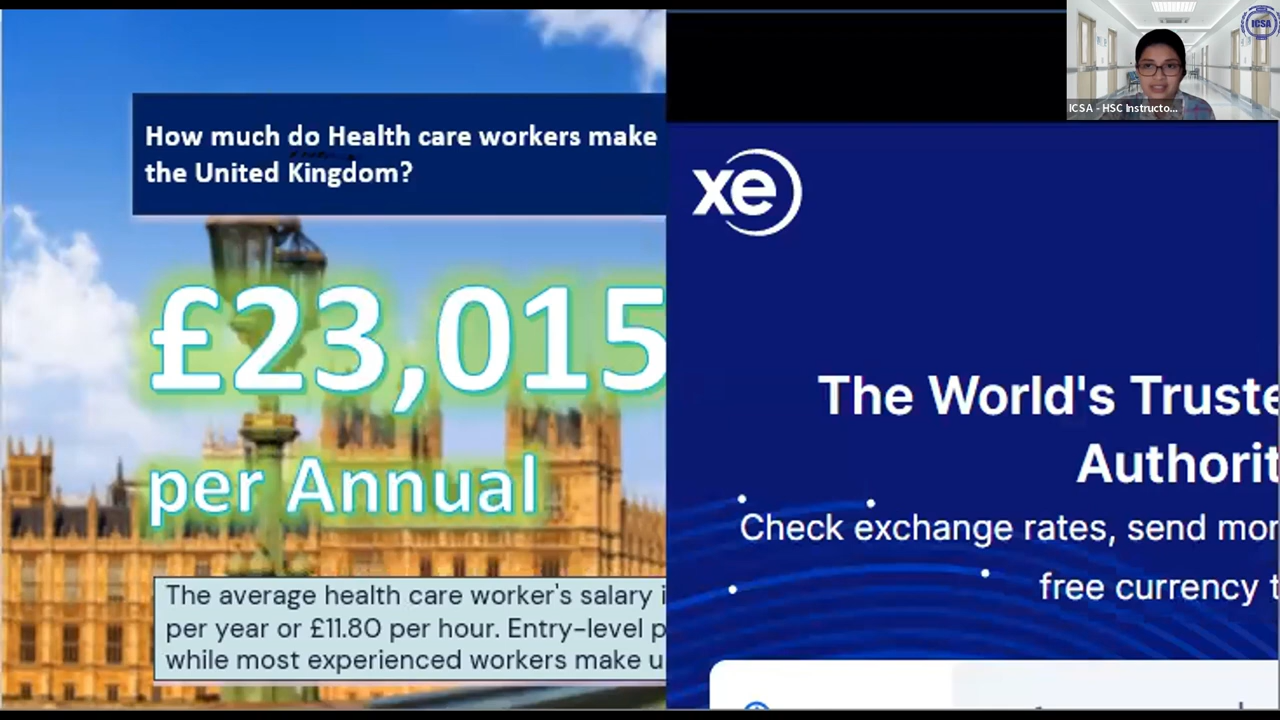 How much do Health care workers make
the United Kingdom?
£23,015
per Annual
The average health care worker's salary i
per year or £11.80 per hour. Entry-level p
while most experienced workers make u
xe
The World's Truste
Authorit
Check exchange rates, send mor
free currency t
ICSA
ICSA - HSC Instructo...